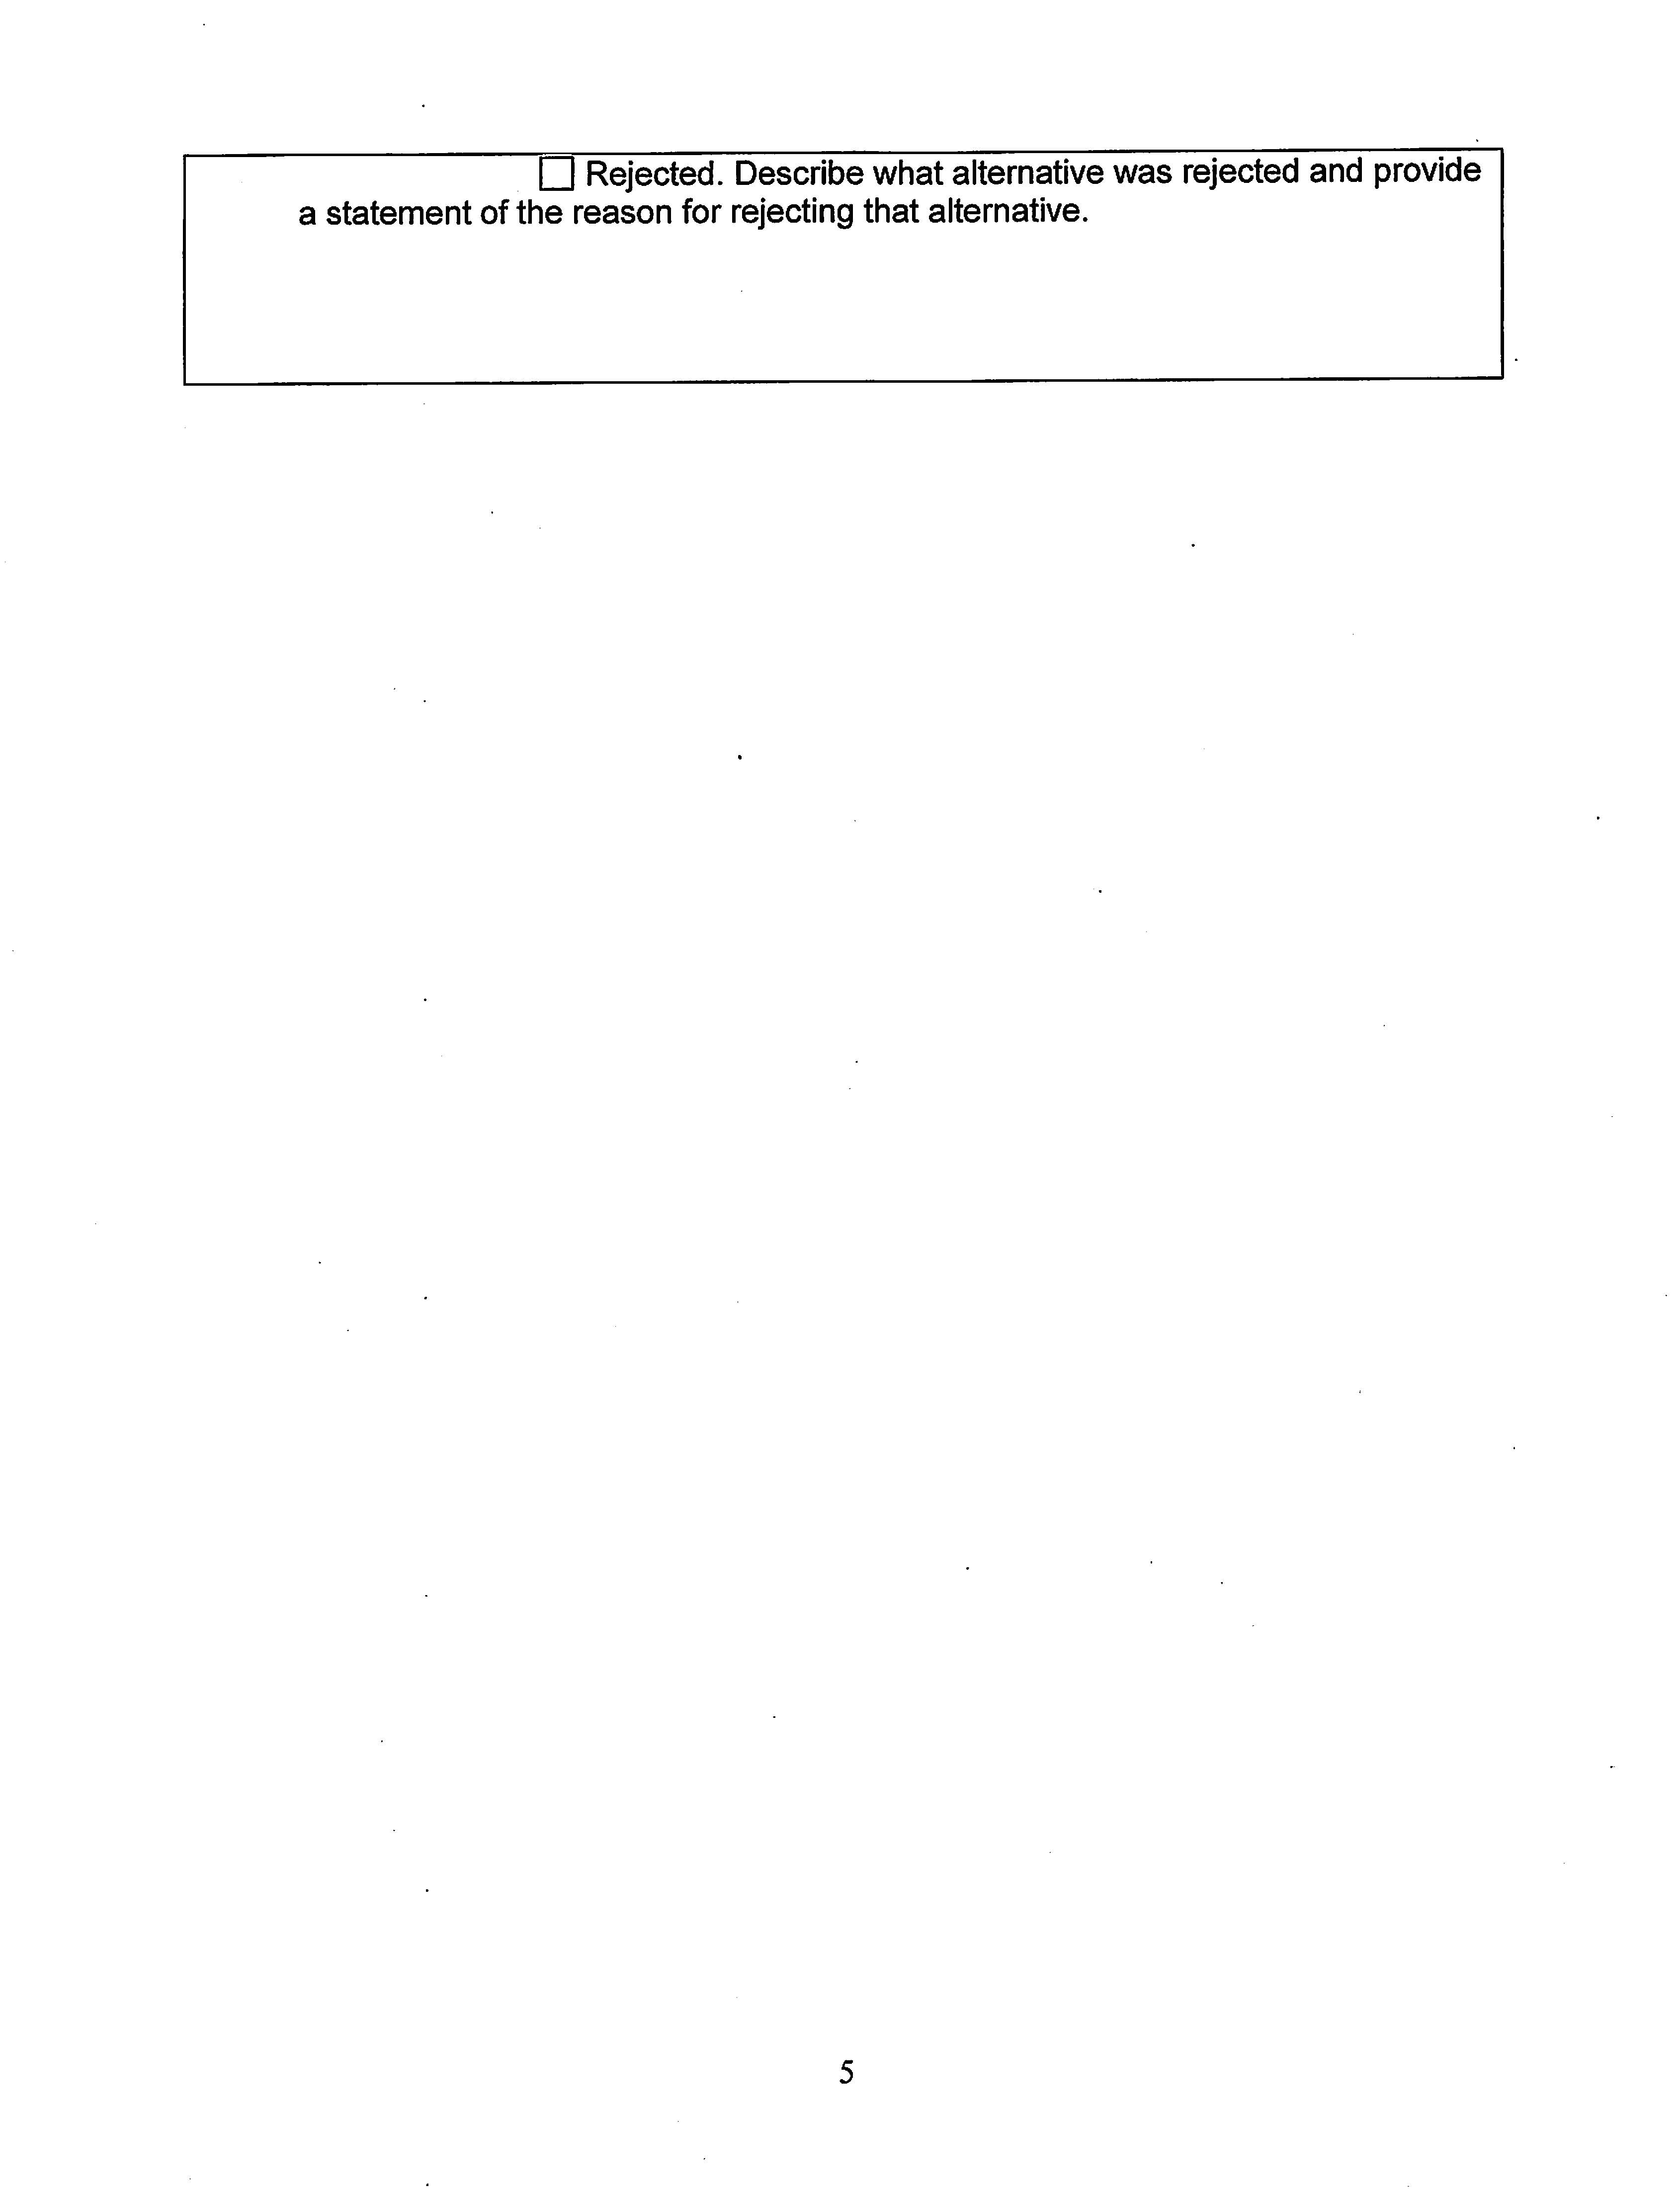 ☐ Rejected. Describe what alternative was rejected and provide
a statement of the reason for rejecting that alternative.
5